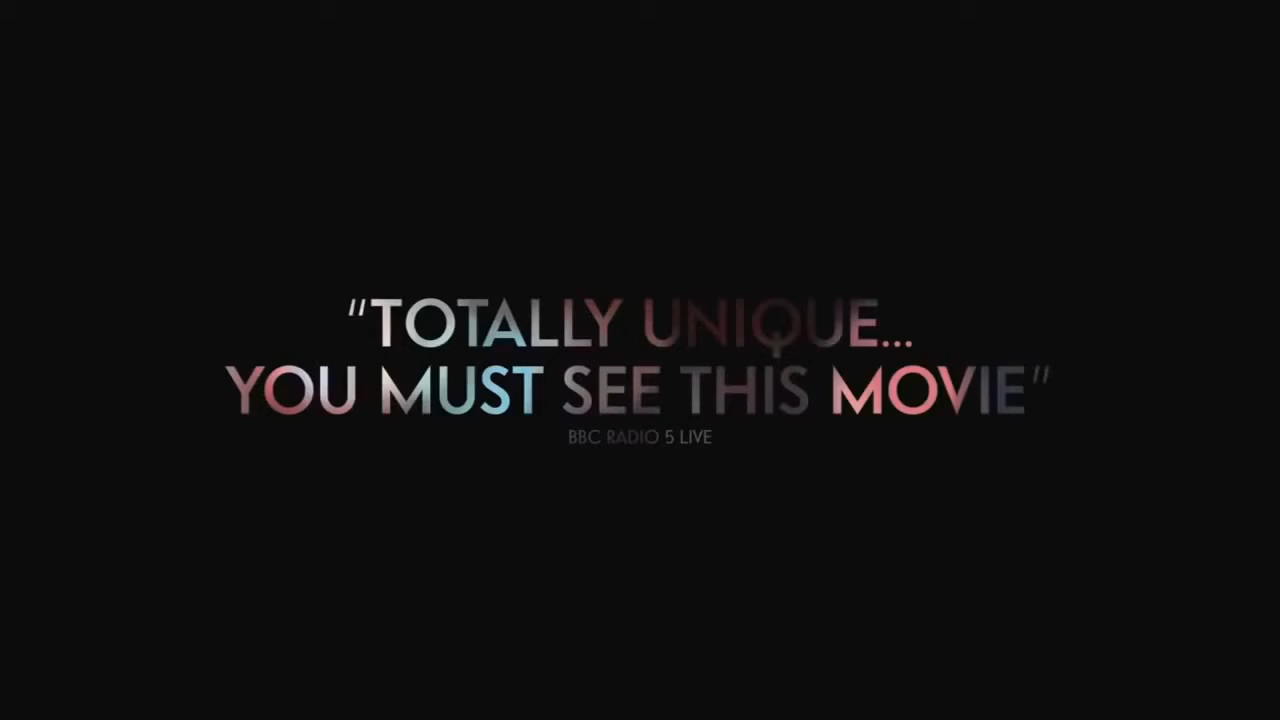 “TOTALLY UNIQUE...
YOU MUST SEE THIS MOVIE”
BBC RADIO 5 LIVE